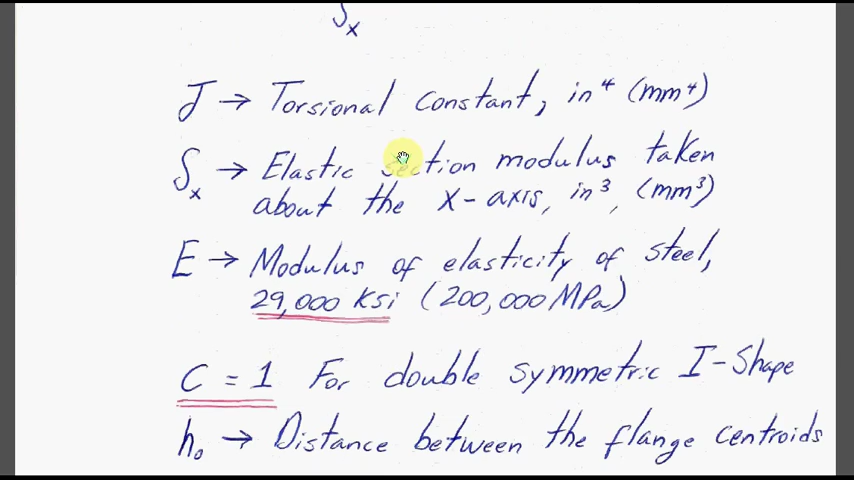 Sx
J → Torsional Constant, in⁴ (mm⁴)
Sx → Elastic section modulus taken
about the X-axis, in³, (mm³)
E → Modulus of elasticity of steel,
29,000 Ksi (200,000 MPa)
C = 1 For double symmetric I-Shape
h₀ → Distance between the flange centroids